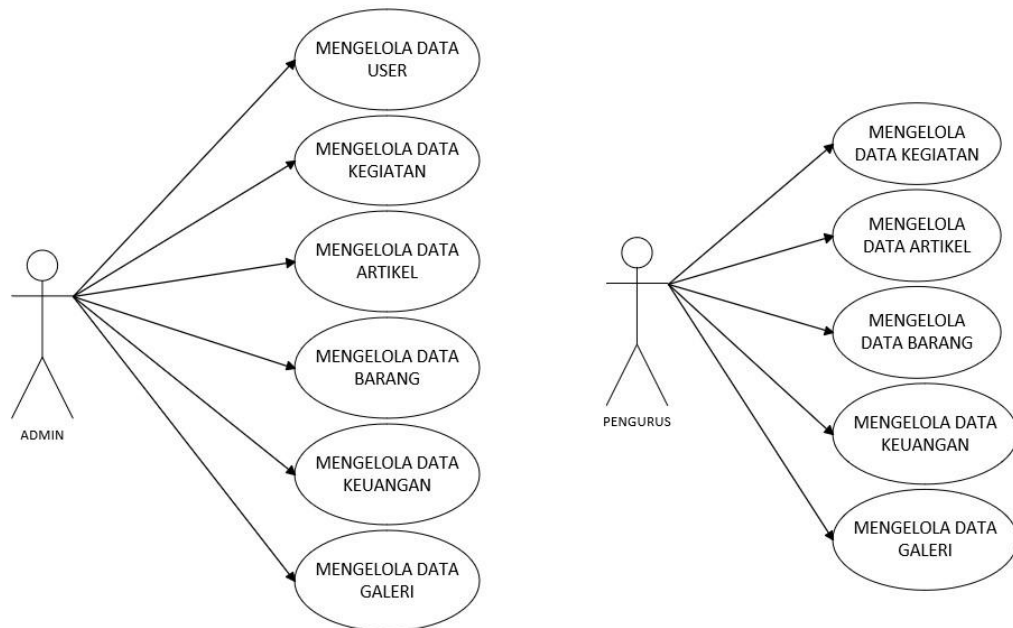 MENGELOLA DATA
USER
MENGELOLA DATA
KEGIATAN
MENGELOLA DATA
ARTIKEL
MENGELOLA DATA
BARANG
MENGELOLA DATA
KEUANGAN
MENGELOLA DATA
GALERI
ADMIN
MENGELOLA
DATA KEGIATAN
MENGELOLA
DATA ARTIKEL
MENGELOLA
DATA BARANG
MENGELOLA DATA
KEUANGAN
MENGELOLA DATA
GALERI
PENGURUS